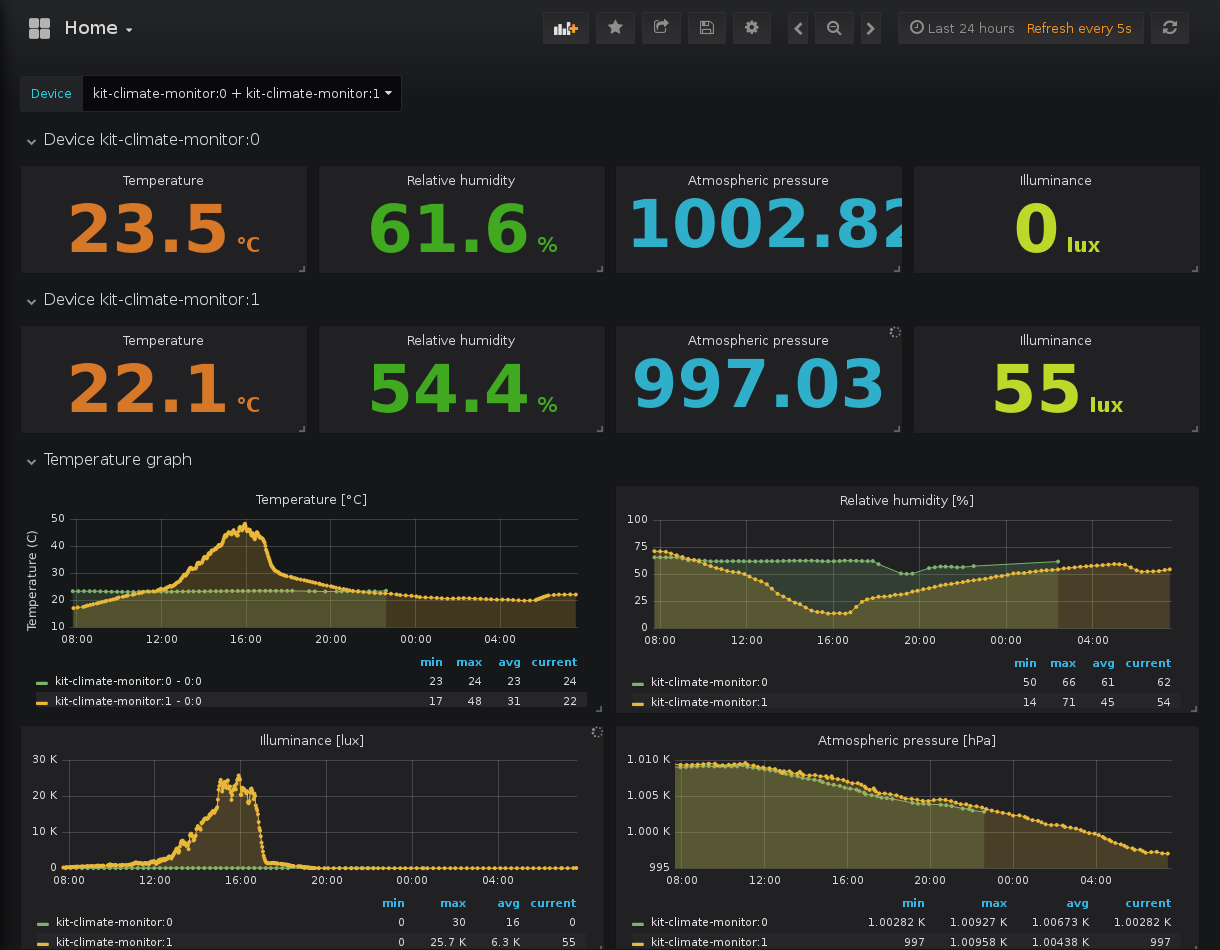 Home
Last 24 hours Refresh every 5s
Device kit-climate-monitor:0 + kit-climate-monitor:1
Device kit-climate-monitor:0
Temperature
23.5 °C
Relative humidity
61.6 %
Atmospheric pressure
1002.82
Illuminance
0 lux
Device kit-climate-monitor:1
Temperature
22.1 °C
Relative humidity
54.4 %
Atmospheric pressure
997.03
Illuminance
55 lux
Temperature graph
Temperature [°C]
Temperature (C)
50
40
30
20
10
08:00 12:00 16:00 20:00 00:00 04:00
min max avg current
kit-climate-monitor:0 - 0:0 23 24 23 24
kit-climate-monitor:1 - 0:0 17 48 31 22
Relative humidity [%]
100
75
50
25
0
08:00 12:00 16:00 20:00 00:00 04:00
min max avg current
kit-climate-monitor:0 50 66 61 62
kit-climate-monitor:1 14 71 45 54
Illuminance [lux]
30 K
20 K
10 K
0
08:00 12:00 16:00 20:00 00:00 04:00
min max avg current
kit-climate-monitor:0 0 30 16 0
kit-climate-monitor:1 0 25.7 K 6.3 K 55
Atmospheric pressure [hPa]
1.010 K
1.005 K
1.000 K
995
08:00 12:00 16:00 20:00 00:00 04:00
min max avg current
kit-climate-monitor:0 1.00282 K 1.00927 K 1.00673 K 1.00282 K
kit-climate-monitor:1 997 1.00958 K 1.00438 K 997